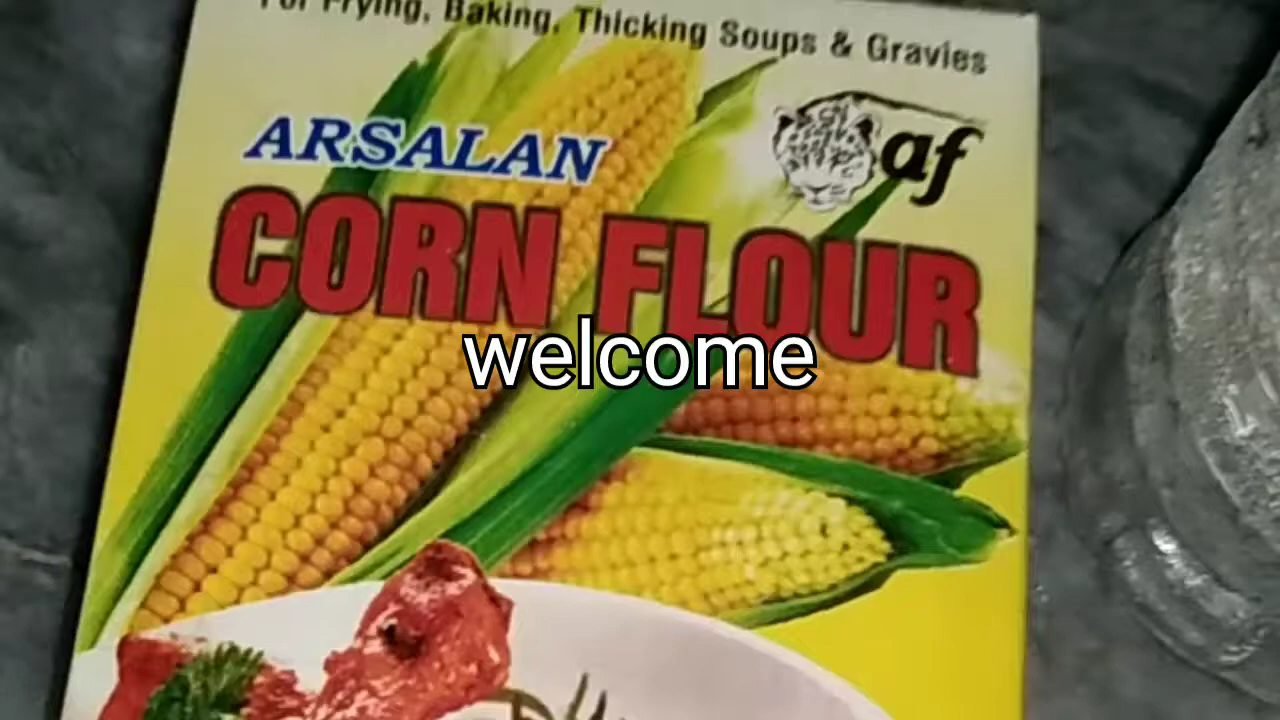 For Frying, Baking, Thicking Soups & Gravies
ARSALAN
af
CORN FLOUR
welcome